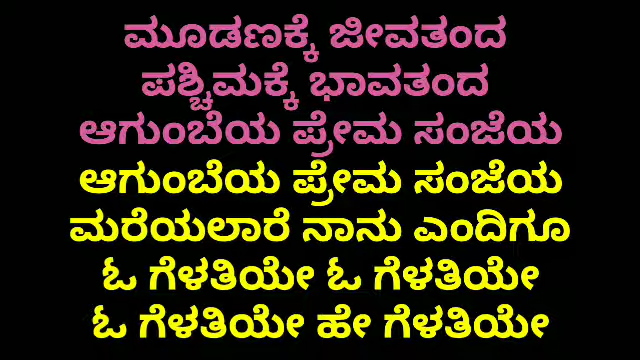 ಮೂಡಣಕ್ಕೆ ಜೀವತಂದ
ಪಶ್ಚಿಮಕ್ಕೆ ಭಾವತಂದ
ಆಗುಂಬೆಯ ಪ್ರೇಮ ಸಂಜೆಯ
ಆಗುಂಬೆಯ ಪ್ರೇಮ ಸಂಜೆಯ
ಮರೆಯಲಾರೆ ನಾನು ಎಂದಿಗೂ
ಓ ಗೆಳತಿಯೇ ಓ ಗೆಳತಿಯೇ
ಓ ಗೆಳತಿಯೇ ಹೇ ಗೆಳತಿಯೇ